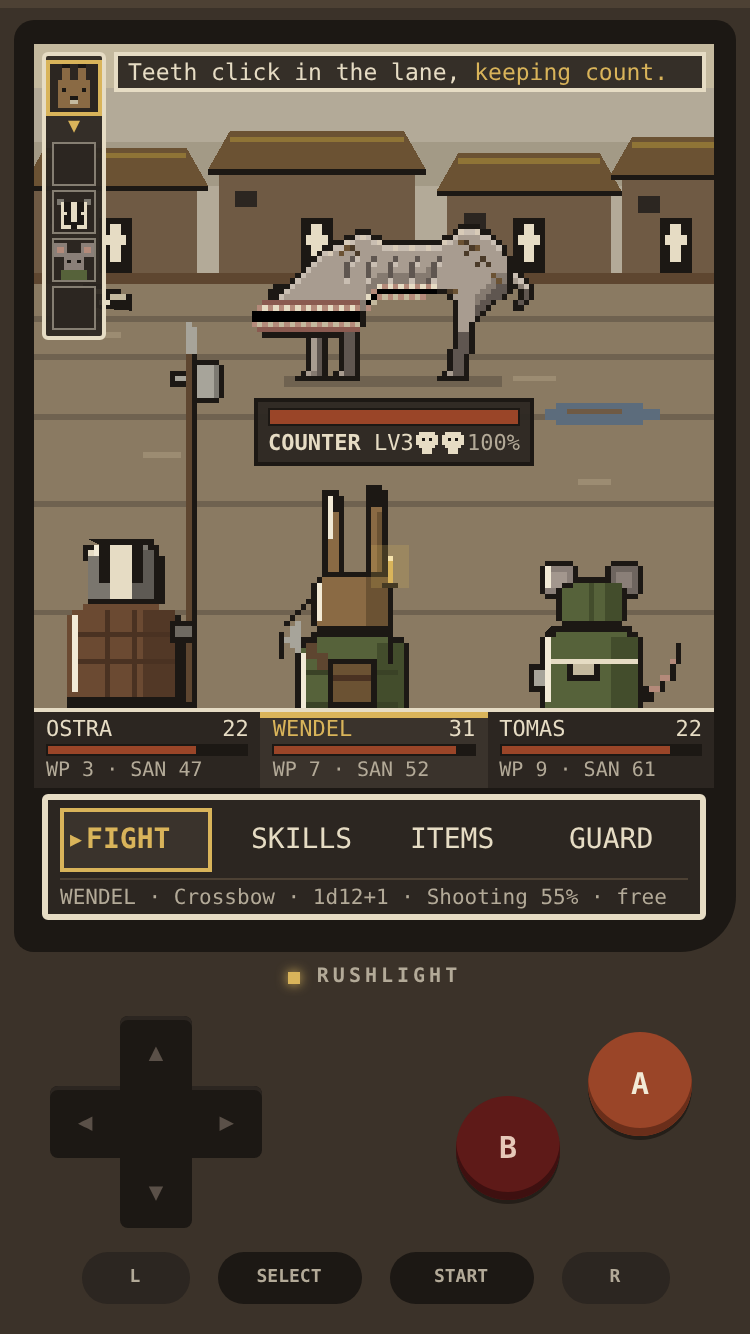 Teeth click in the lane, keeping count.
COUNTER LV3 100%
OSTRA 22
WP 3 · SAN 47
WENDEL 31
WP 7 · SAN 52
TOMAS 22
WP 9 · SAN 61
▶FIGHT SKILLS ITEMS GUARD
WENDEL · Crossbow · 1d12+1 · Shooting 55% · free
RUSHLIGHT
A
B
L SELECT START R